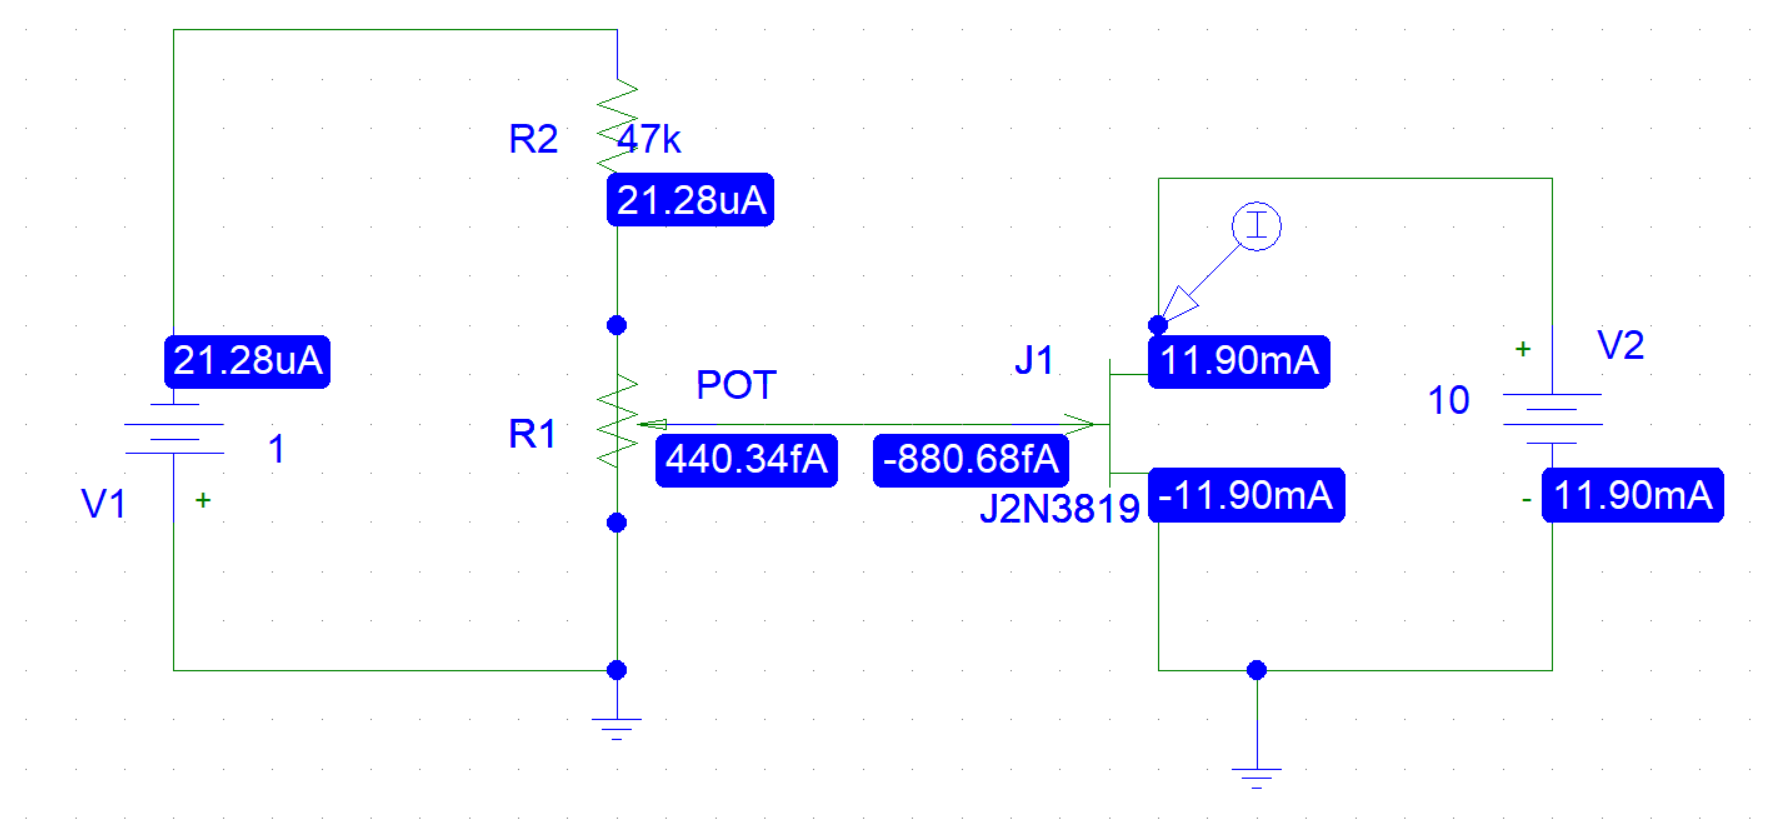 R2
47k
21.28uA
I
21.28uA
1
V1
+
POT
R1
440.34fA
-880.68fA
J1
11.90mA
J2N3819
-11.90mA
+
V2
10
-
11.90mA